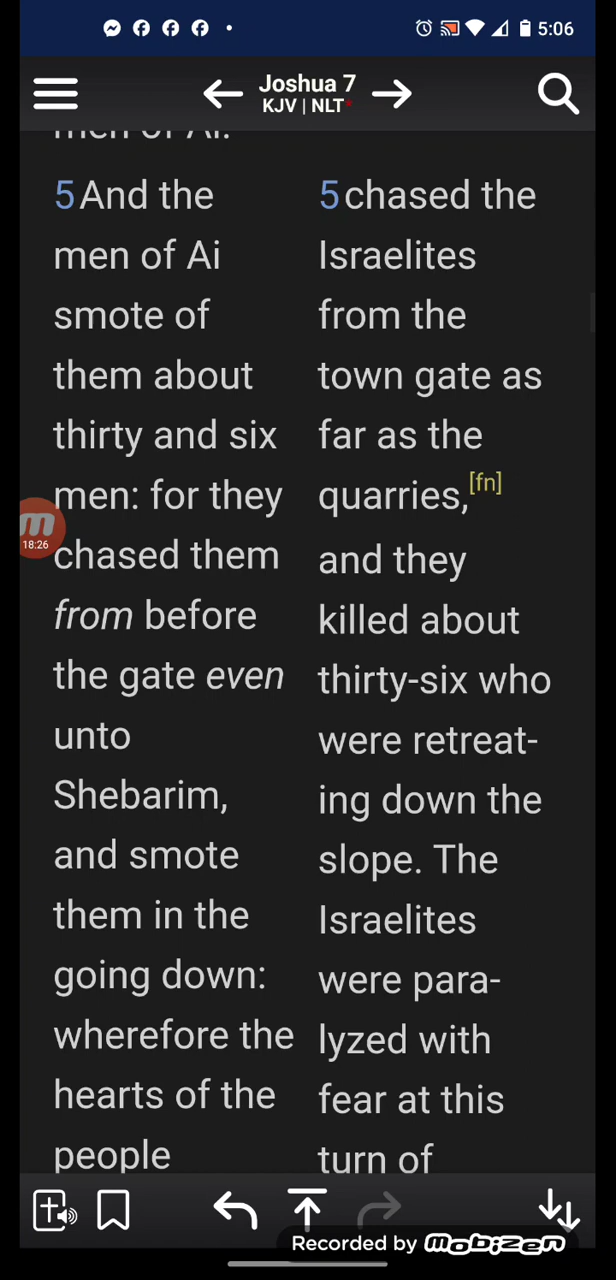 5:06
Joshua 7
KJV | NLT
men of Ai.
5 And the
men of Ai
smote of
them about
thirty and six
men: for they
chased them
from before
the gate even
unto
Shebarim,
and smote
them in the
going down:
wherefore the
hearts of the
people
5 chased the
Israelites
from the
town gate as
far as the
quarries,[fn]
and they
killed about
thirty-six who
were retreat-
ing down the
slope. The
Israelites
were para-
lyzed with
fear at this
turn of
18:26
Recorded by mobizen